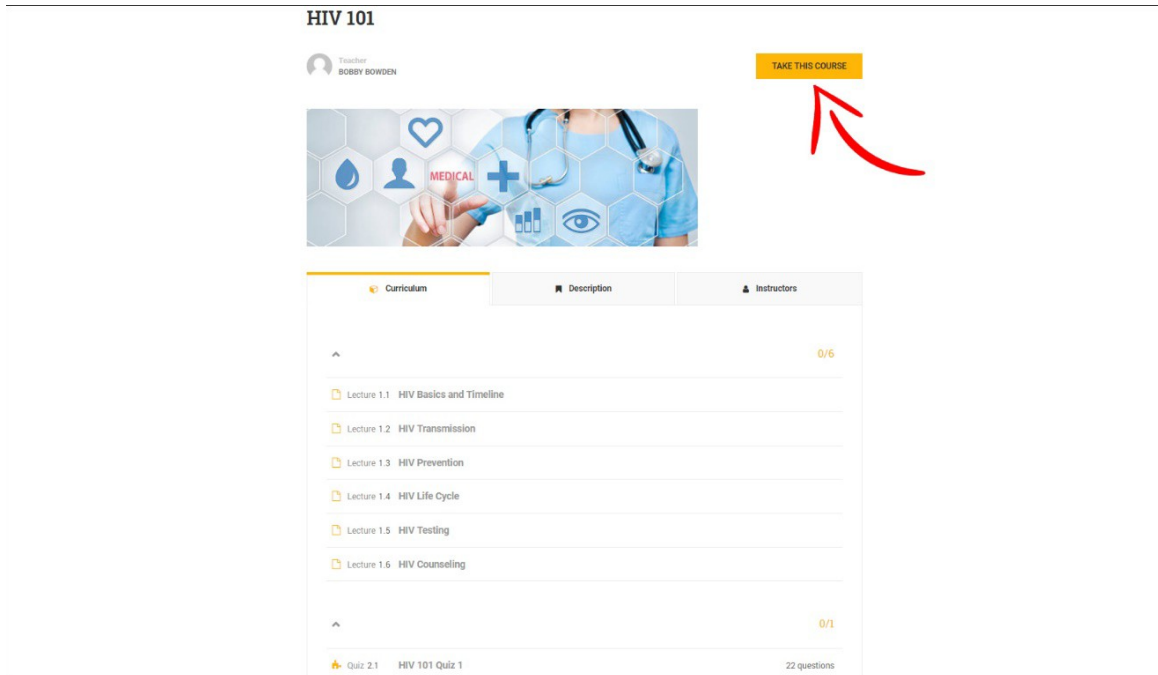 HIV 101
Teacher
BOBBY BOWDEN
TAKE THIS COURSE
MEDICAL
Curriculum
Description
Instructors
0/6
Lecture 1.1 HIV Basics and Timeline
Lecture 1.2 HIV Transmission
Lecture 1.3 HIV Prevention
Lecture 1.4 HIV Life Cycle
Lecture 1.5 HIV Testing
Lecture 1.6 HIV Counseling
0/1
Quiz 2.1 HIV 101 Quiz 1 22 questions